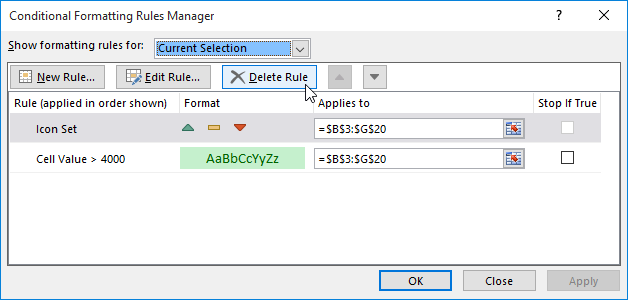 Conditional Formatting Rules Manager
Show formatting rules for: Current Selection
New Rule... Edit Rule... Delete Rule
Rule (applied in order shown) Format Applies to Stop If True
Icon Set =$B$3:$G$20
Cell Value > 4000 AaBbCcYyZz =$B$3:$G$20
OK Close Apply